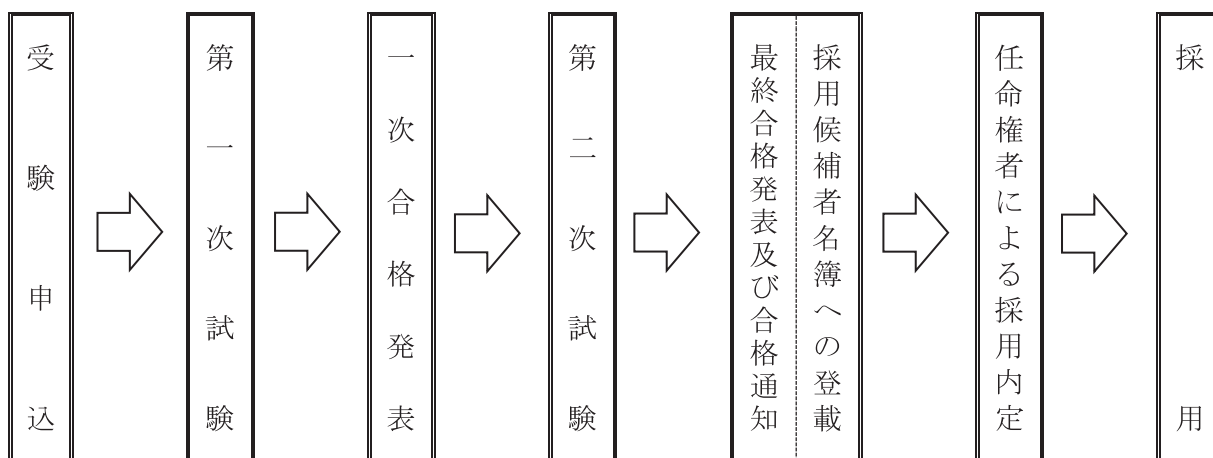 受験申込
第一次試験
一次合格発表
第二次試験
採用候補者名簿への登載
最終合格発表及び合格通知
任命権者による採用内定
採用